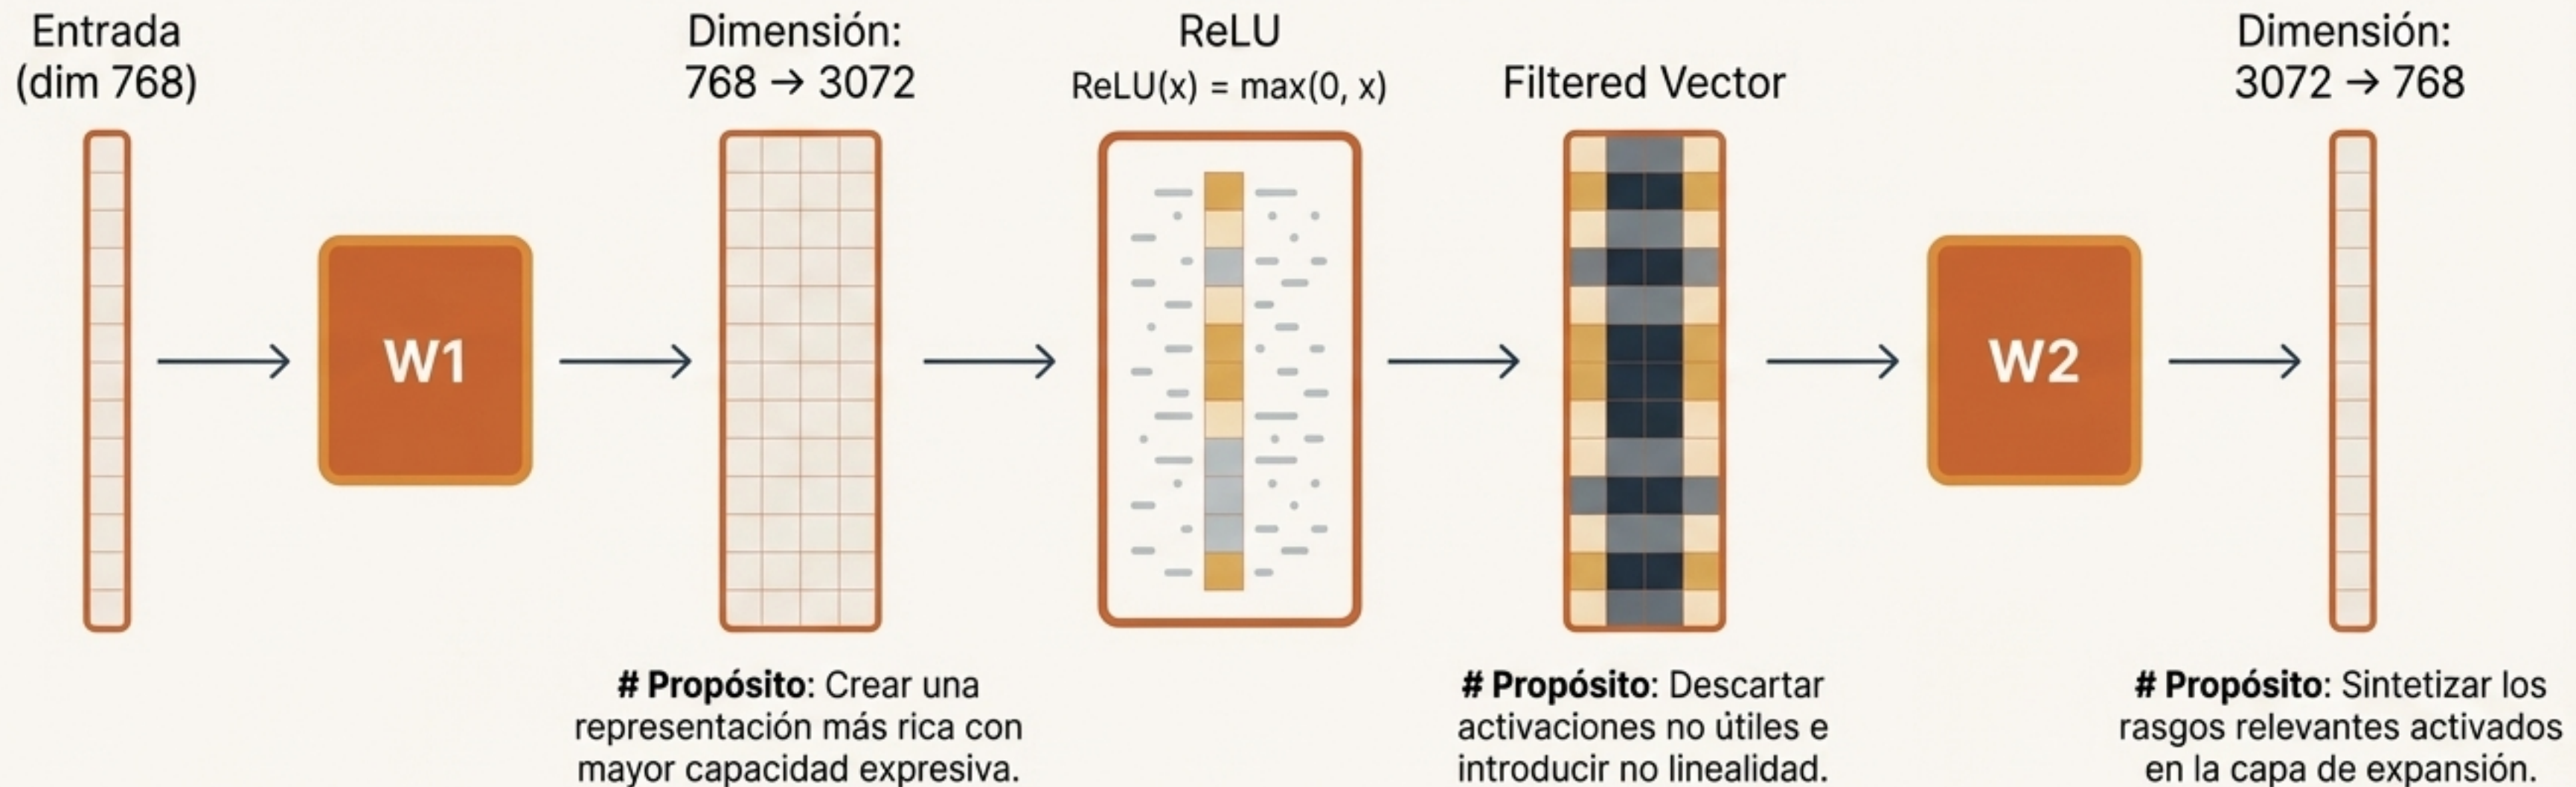 Entrada
(dim 768)
W1
Dimensión:
768 → 3072
# Propósito: Crear una
representación más rica con
mayor capacidad expresiva.
ReLU
ReLU(x) = max(0, x)
Filtered Vector
# Propósito: Descartar
activaciones no útiles e
introducir no linealidad.
W2
Dimensión:
3072 → 768
# Propósito: Sintetizar los
rasgos relevantes activados
en la capa de expansión.